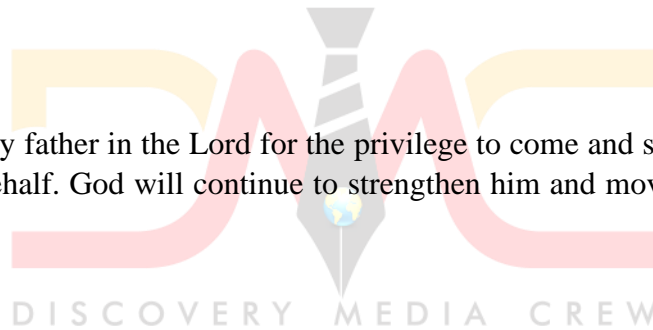 y father in the Lord for the privilege to come and s
ehalf. God will continue to strengthen him and mov
DMC
DISCOVERY MEDIA CREW